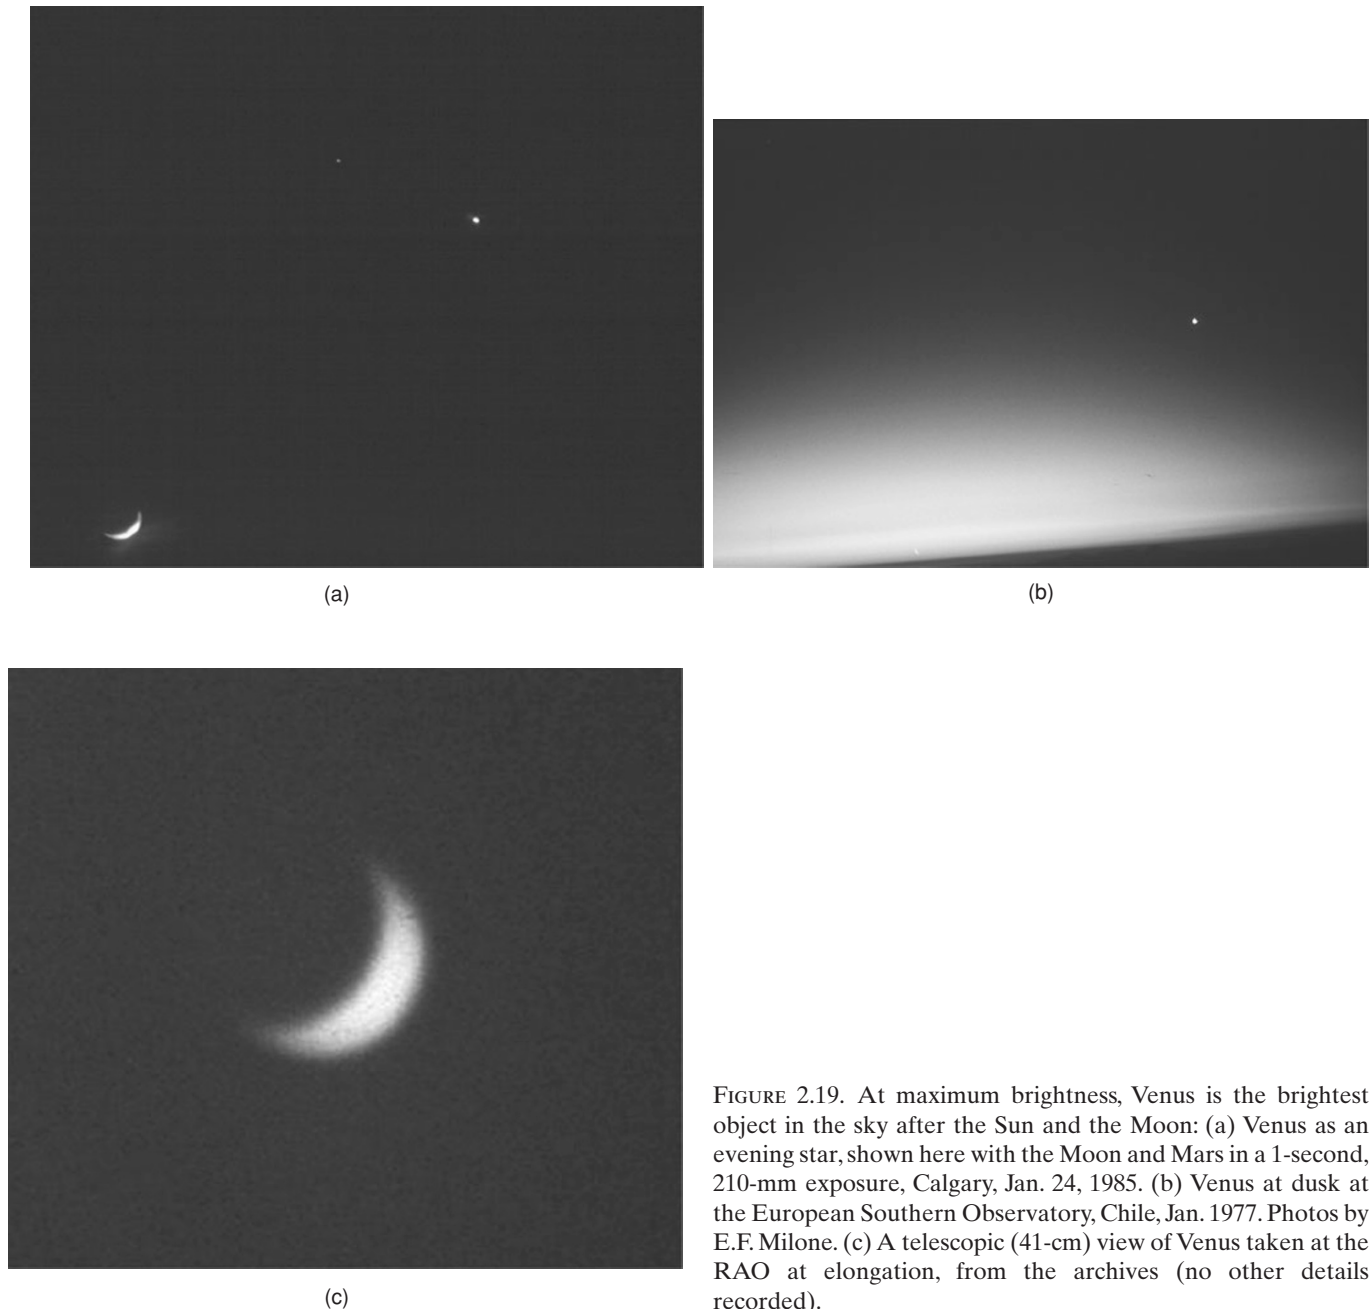 (a)
(b)
(c)
FIGURE 2.19. At maximum brightness, Venus is the brightest
object in the sky after the Sun and the Moon: (a) Venus as an
evening star, shown here with the Moon and Mars in a 1-second,
210-mm exposure, Calgary, Jan. 24, 1985. (b) Venus at dusk at
the European Southern Observatory, Chile, Jan. 1977. Photos by
E.F. Milone. (c) A telescopic (41-cm) view of Venus taken at the
RAO at elongation, from the archives (no other details
recorded).